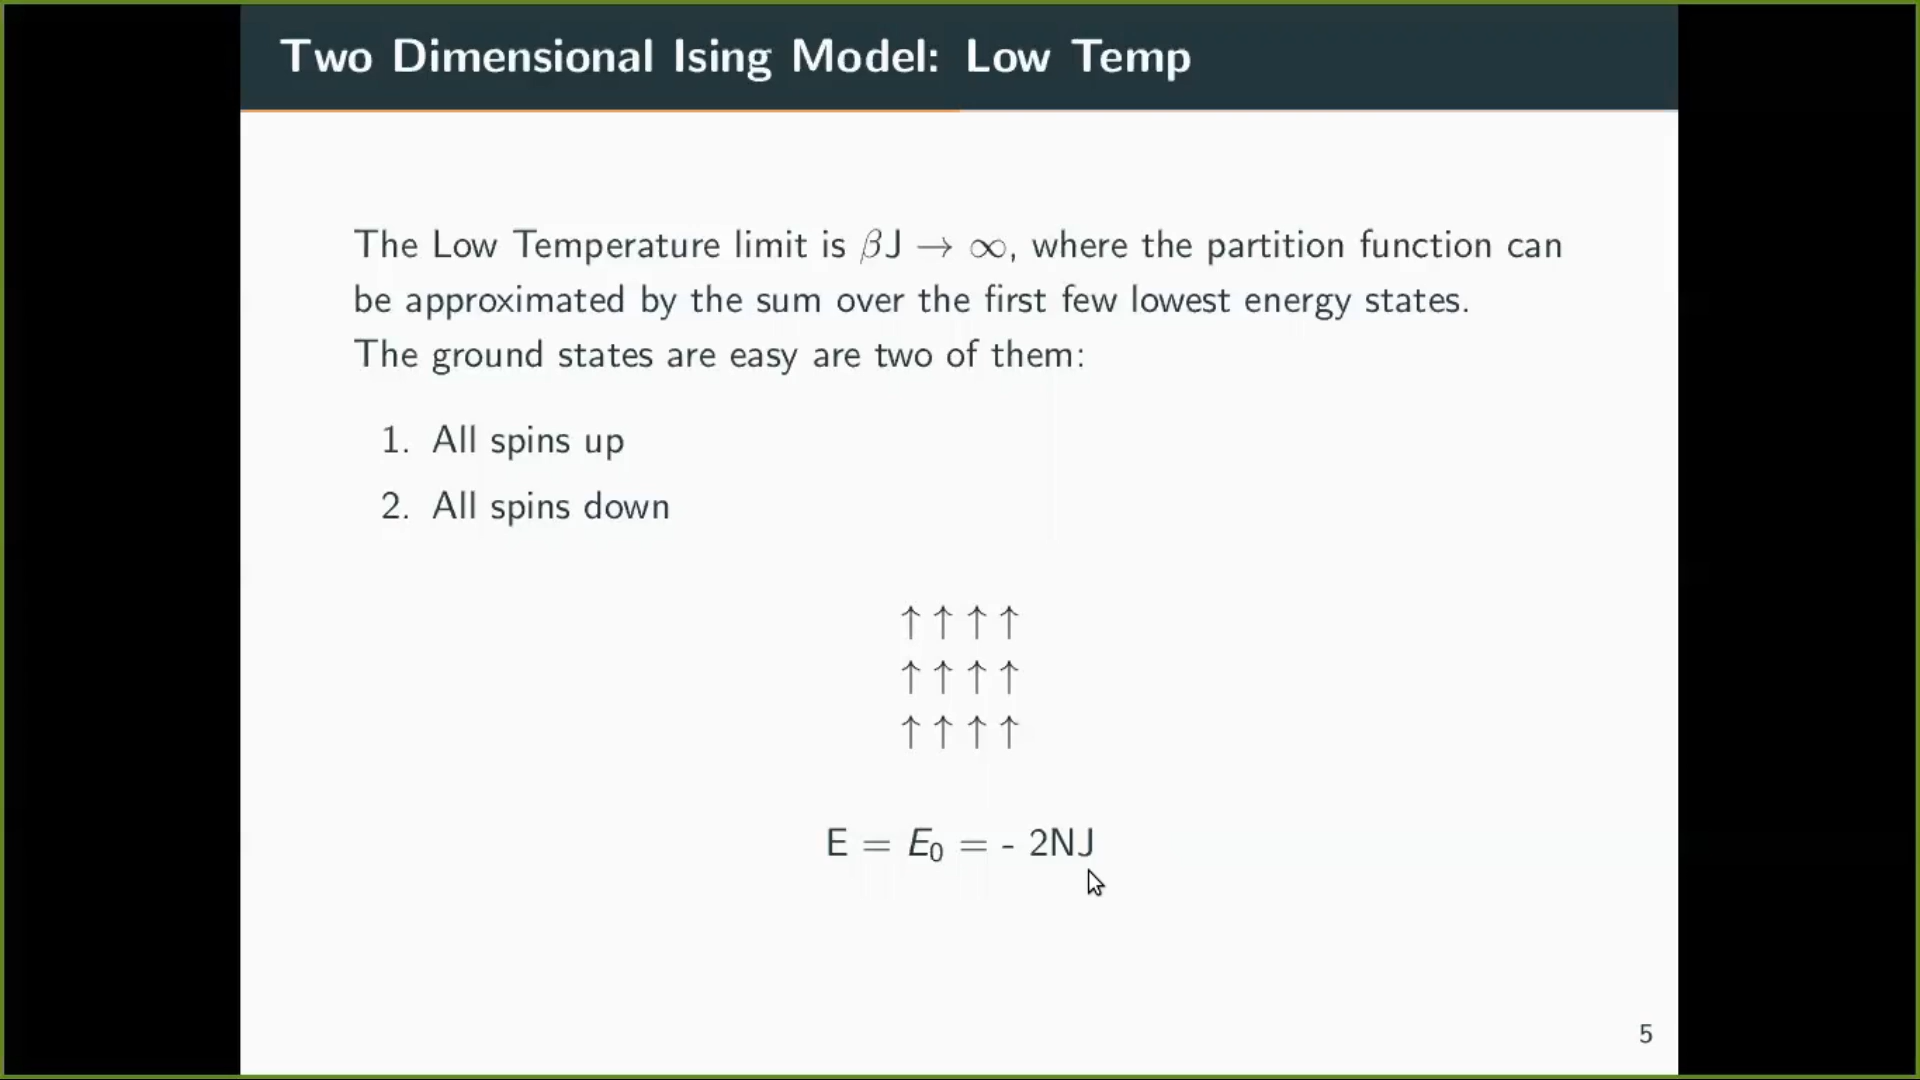 Two Dimensional Ising Model: Low Temp
The Low Temperature limit is βJ → ∞, where the partition function can
be approximated by the sum over the first few lowest energy states.
The ground states are easy are two of them:
1. All spins up
2. All spins down
↑ ↑ ↑ ↑
↑ ↑ ↑ ↑
↑ ↑ ↑ ↑
E = E₀ = - 2NJ
5